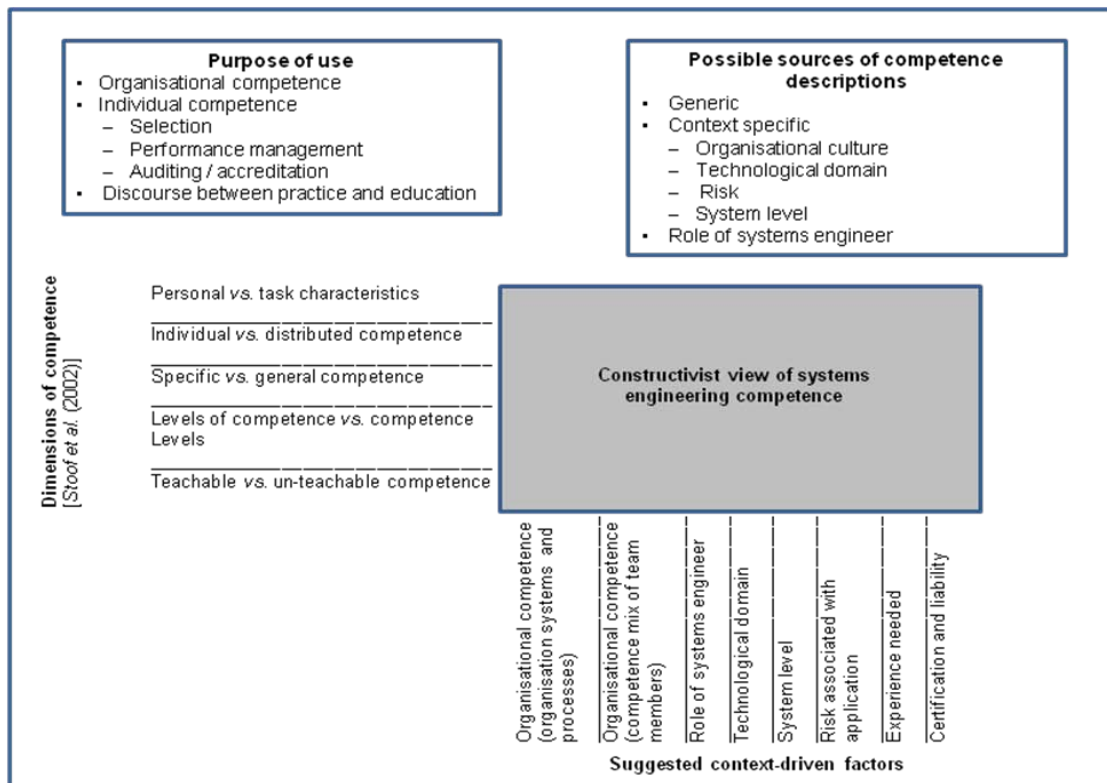 Purpose of use
▪ Organisational competence
▪ Individual competence
– Selection
– Performance management
– Auditing / accreditation
▪ Discourse between practice and education
Possible sources of competence
descriptions
▪ Generic
▪ Context specific
– Organisational culture
– Technological domain
– Risk
– System level
▪ Role of systems engineer
Dimensions of competence
[Stoof et al. (2002)]
Personal vs. task characteristics
Individual vs. distributed competence
Specific vs. general competence
Levels of competence vs. competence
Levels
Teachable vs. un-teachable competence
Constructivist view of systems
engineering competence
Organisational competence
(organisation systems and
processes)
Organisational competence
(competence mix of team
members)
Role of systems engineer
Technological domain
System level
Risk associated with
application
Experience needed
Certification and liability
Suggested context-driven factors